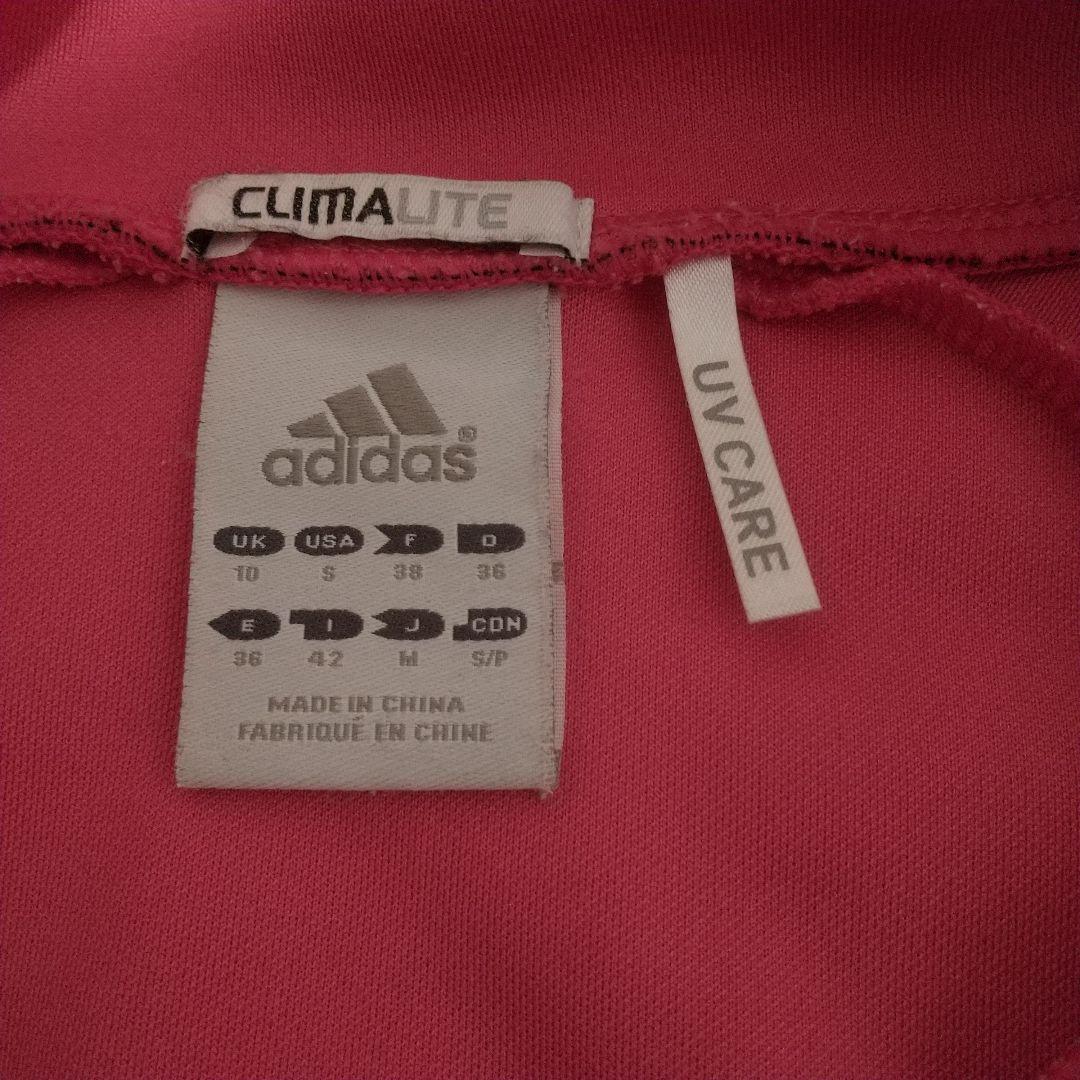 CLIMALITE
adidas®
UK USA F D
10 S 38 36
E I J CDN
36 42 M S/P
MADE IN CHINA
FABRIQUÉ EN CHINE
UV CARE